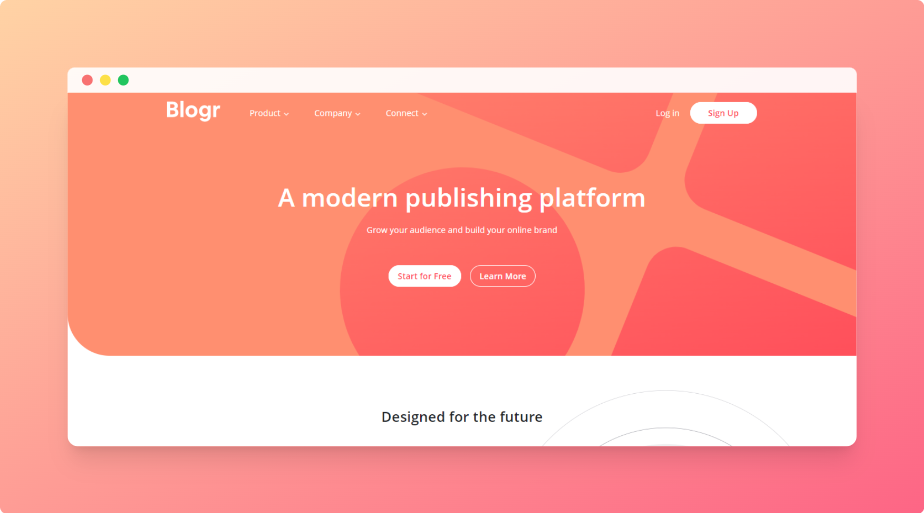 Blogr Product Company Connect Log in Sign Up
A modern publishing platform
Grow your audience and build your online brand
Start for Free Learn More
Designed for the future